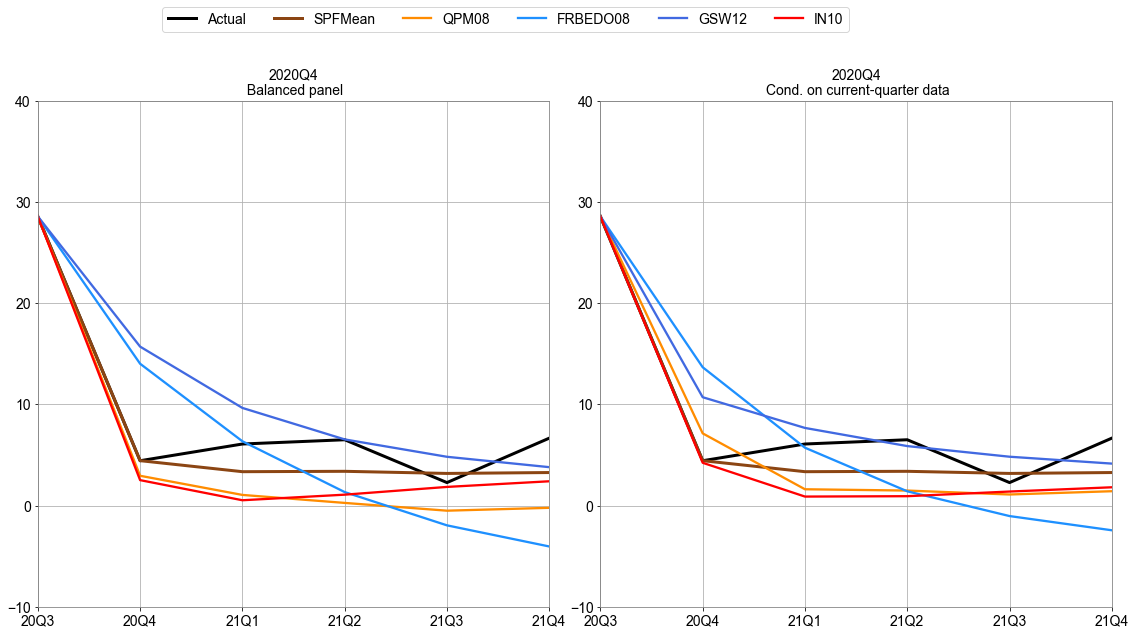 Actual SPFMean QPM08 FRBEDO08 GSW12 IN10
2020Q4
Balanced panel
40
30
20
10
0
−10
20Q3 20Q4 21Q1 21Q2 21Q3 21Q4
2020Q4
Cond. on current-quarter data
40
30
20
10
0
−10
20Q3 20Q4 21Q1 21Q2 21Q3 21Q4